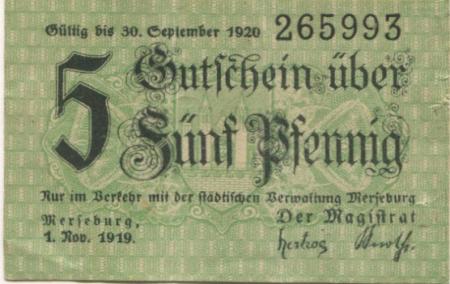 Gültig bis 30. September 1920 265993
5 Gutschein über
Fünf Pfennig
Nur im Verkehr mit der städtischen Verwaltung Merseburg
Merseburg, Der Magistrat
1. Nov. 1919. Herzog